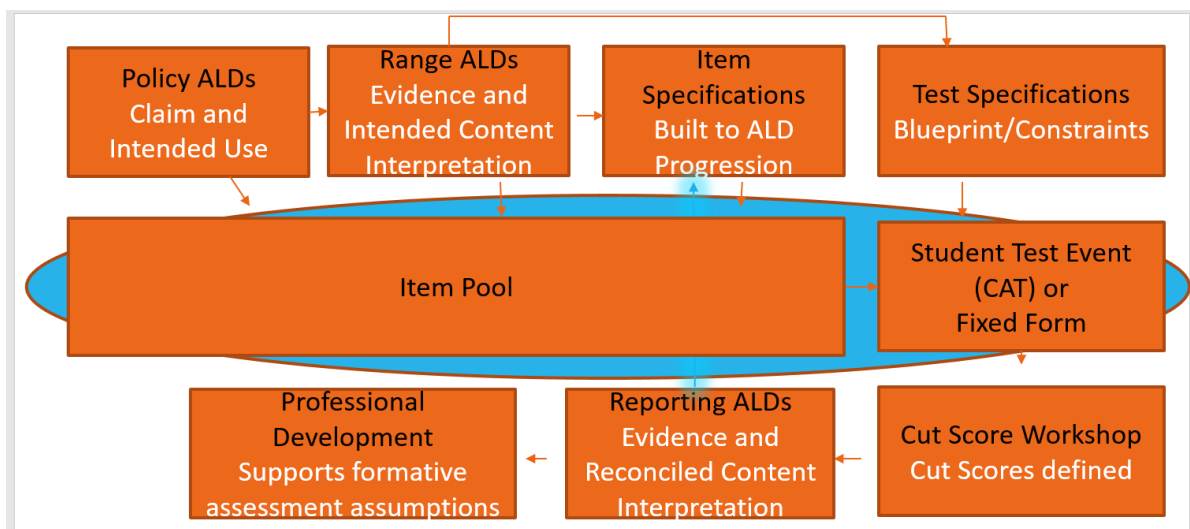 Policy ALDs
Claim and
Intended Use
Range ALDs
Evidence and
Intended Content
Interpretation
Item
Specifications
Built to ALD
Progression
Test Specifications
Blueprint/Constraints
Item Pool
Student Test Event
(CAT) or
Fixed Form
Professional
Development
Supports formative
assessment assumptions
Reporting ALDs
Evidence and
Reconciled Content
Interpretation
Cut Score Workshop
Cut Scores defined